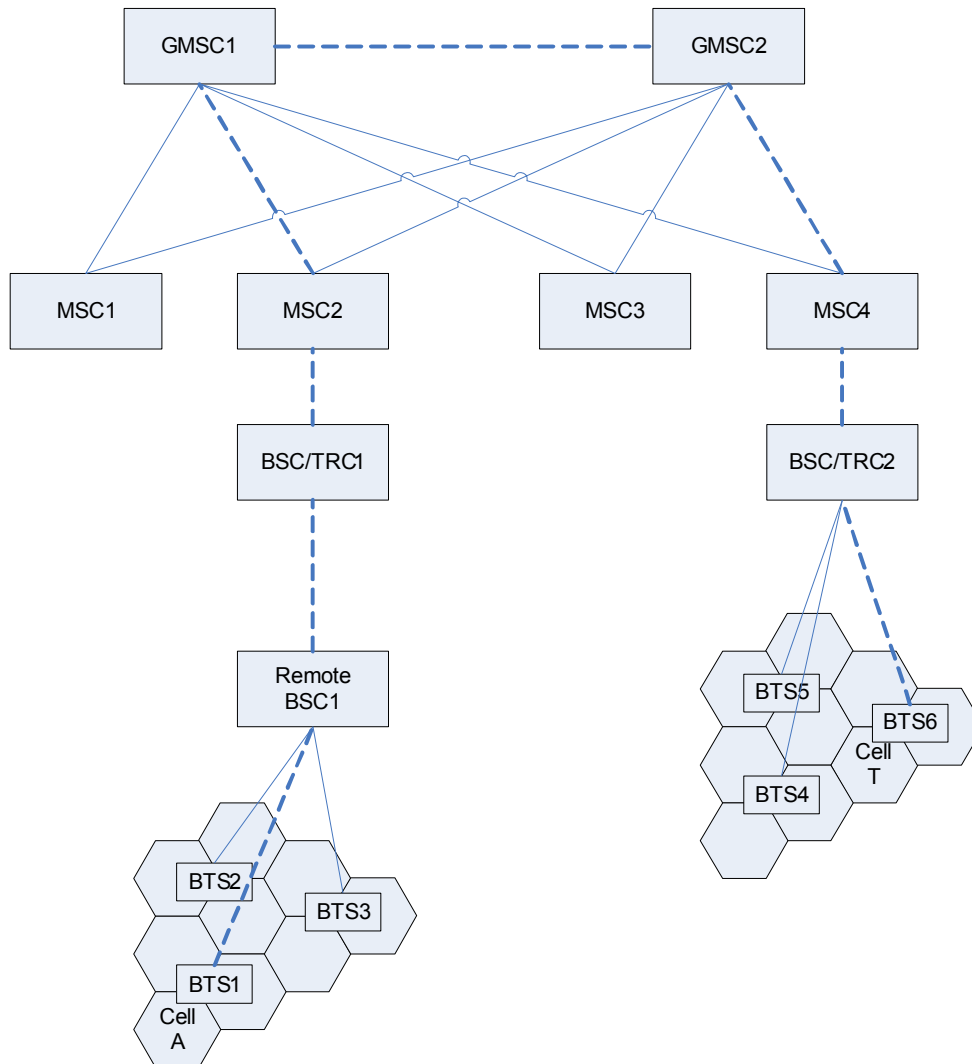 GMSC1
GMSC2
MSC1
MSC2
MSC3
MSC4
BSC/TRC1
BSC/TRC2
Remote
BSC1
BTS5
BTS6
Cell
T
BTS4
BTS2
BTS3
BTS1
Cell
A